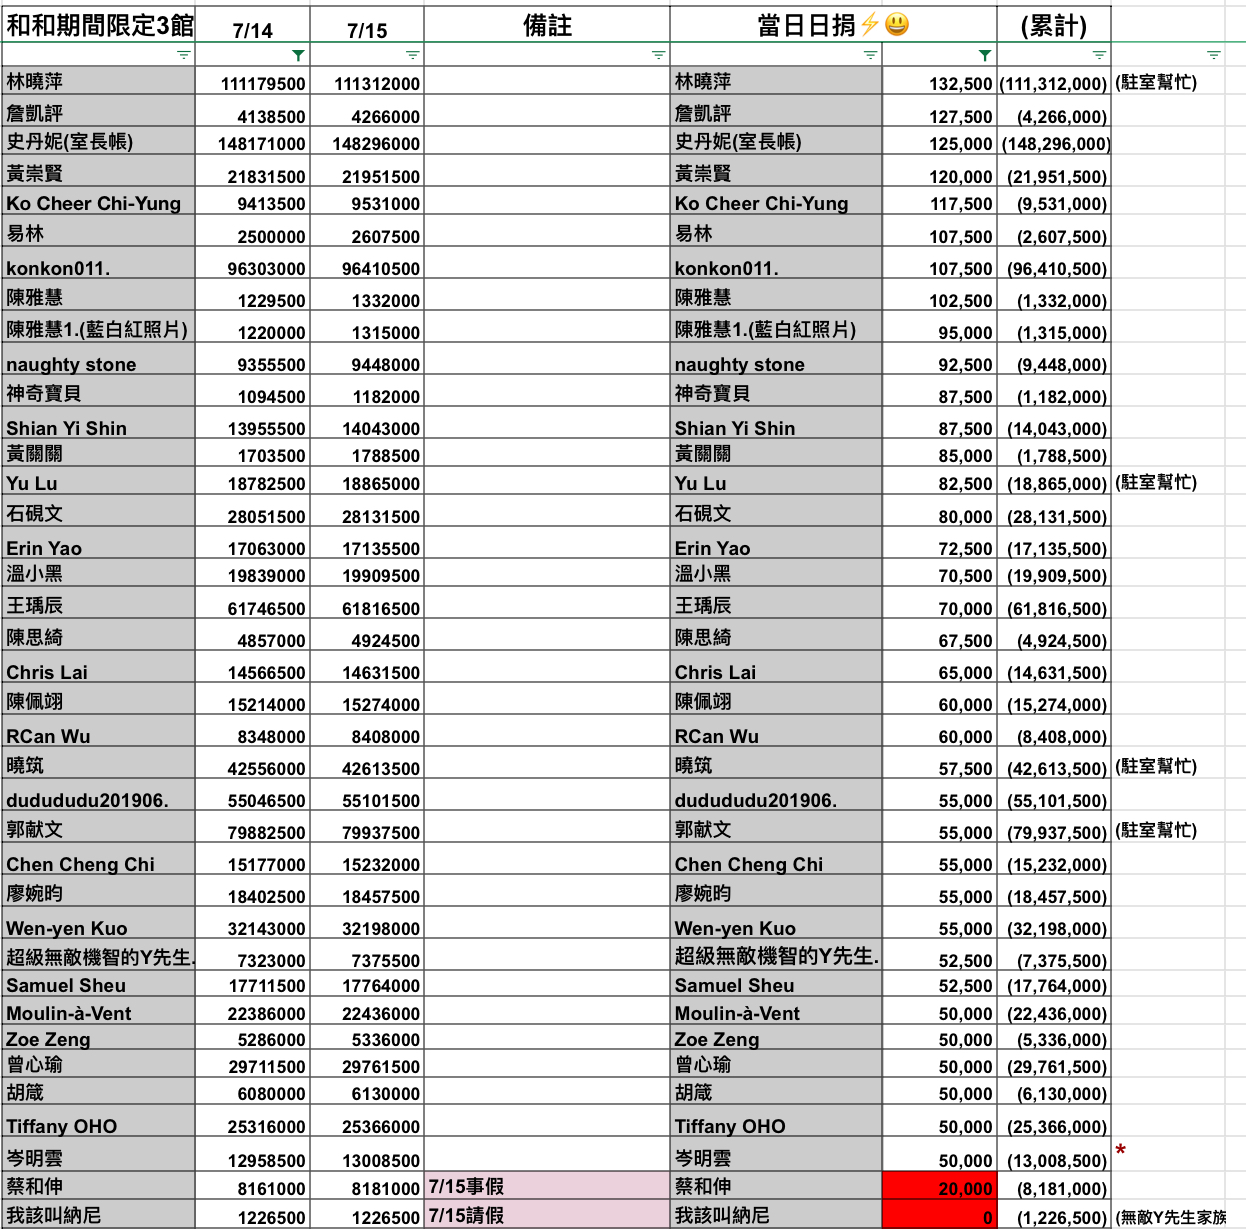 和和期間限定3館 7/14 7/15 備註 當日日捐⚡😃 (累計)
林曉萍 111179500 111312000 林曉萍 132,500 (111,312,000) (駐室幫忙)
詹凱評 4138500 4266000 詹凱評 127,500 (4,266,000)
史丹妮(室長帳) 148171000 148296000 史丹妮(室長帳) 125,000 (148,296,000)
黃崇賢 21831500 21951500 黃崇賢 120,000 (21,951,500)
Ko Cheer Chi-Yung 9413500 9531000 Ko Cheer Chi-Yung 117,500 (9,531,000)
易林 2500000 2607500 易林 107,500 (2,607,500)
konkon011. 96303000 96410500 konkon011. 107,500 (96,410,500)
陳雅慧 1229500 1332000 陳雅慧 102,500 (1,332,000)
陳雅慧1.(藍白紅照片) 1220000 1315000 陳雅慧1.(藍白紅照片) 95,000 (1,315,000)
naughty stone 9355500 9448000 naughty stone 92,500 (9,448,000)
神奇寶貝 1094500 1182000 神奇寶貝 87,500 (1,182,000)
Shian Yi Shin 13955500 14043000 Shian Yi Shin 87,500 (14,043,000)
黃關關 1703500 1788500 黃關關 85,000 (1,788,500)
Yu Lu 18782500 18865000 Yu Lu 82,500 (18,865,000) (駐室幫忙)
石硯文 28051500 28131500 石硯文 80,000 (28,131,500)
Erin Yao 17063000 17135500 Erin Yao 72,500 (17,135,500)
溫小黑 19839000 19909500 溫小黑 70,500 (19,909,500)
王瑀辰 61746500 61816500 王瑀辰 70,000 (61,816,500)
陳思綺 4857000 4924500 陳思綺 67,500 (4,924,500)
Chris Lai 14566500 14631500 Chris Lai 65,000 (14,631,500)
陳佩翊 15214000 15274000 陳佩翊 60,000 (15,274,000)
RCan Wu 8348000 8408000 RCan Wu 60,000 (8,408,000)
曉筑 42556000 42613500 曉筑 57,500 (42,613,500) (駐室幫忙)
dudududu201906. 55046500 55101500 dudududu201906. 55,000 (55,101,500)
郭献文 79882500 79937500 郭献文 55,000 (79,937,500) (駐室幫忙)
Chen Cheng Chi 15177000 15232000 Chen Cheng Chi 55,000 (15,232,000)
廖婉昀 18402500 18457500 廖婉昀 55,000 (18,457,500)
Wen-yen Kuo 32143000 32198000 Wen-yen Kuo 55,000 (32,198,000)
超級無敵機智的Y先生. 7323000 7375500 超級無敵機智的Y先生. 52,500 (7,375,500)
Samuel Sheu 17711500 17764000 Samuel Sheu 52,500 (17,764,000)
Moulin-à-Vent 22386000 22436000 Moulin-à-Vent 50,000 (22,436,000)
Zoe Zeng 5286000 5336000 Zoe Zeng 50,000 (5,336,000)
曾心瑜 29711500 29761500 曾心瑜 50,000 (29,761,500)
胡箴 6080000 6130000 胡箴 50,000 (6,130,000)
Tiffany OHO 25316000 25366000 Tiffany OHO 50,000 (25,366,000)
岑明雲 12958500 13008500 岑明雲 50,000 (13,008,500) *
蔡和伸 8161000 8181000 7/15事假 蔡和伸 20,000 (8,181,000)
我該叫納尼 1226500 1226500 7/15請假 我該叫納尼 0 (1,226,500) (無敵Y先生家族